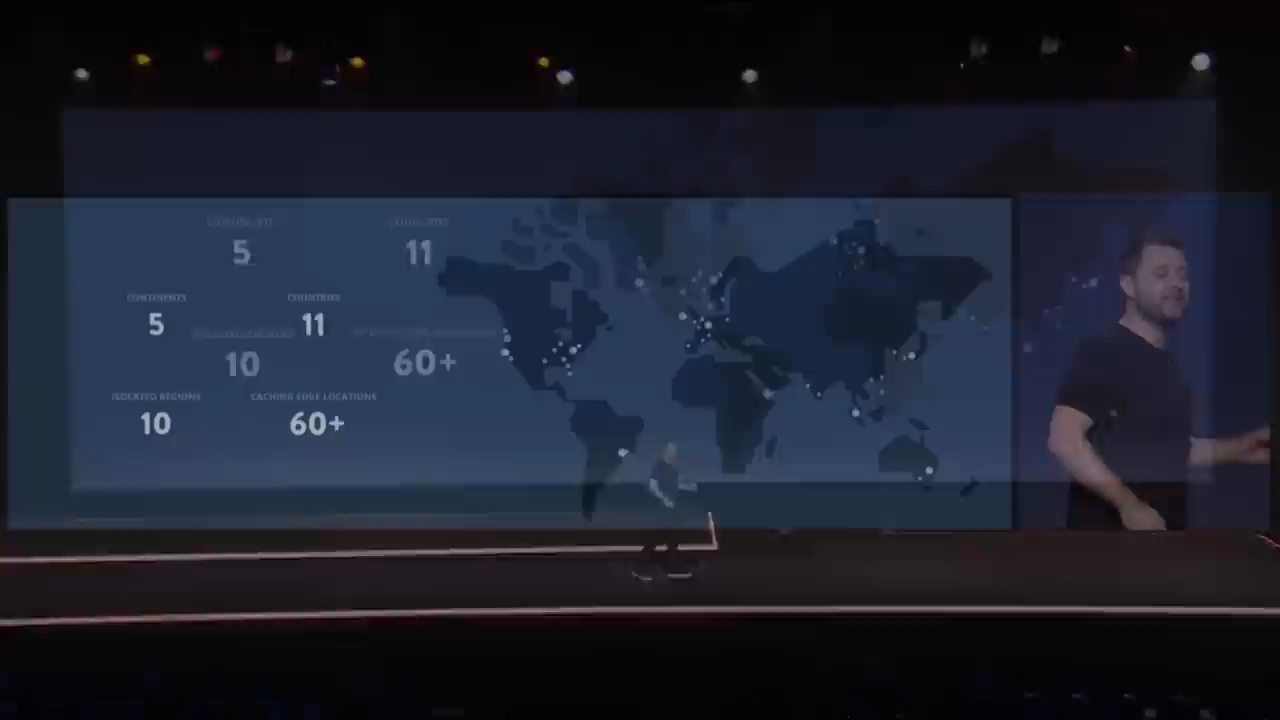 5 11
CONTINENTS COUNTRIES
5 11
10 60+
ISOLATED REGIONS CACHING EDGE LOCATIONS
10 60+